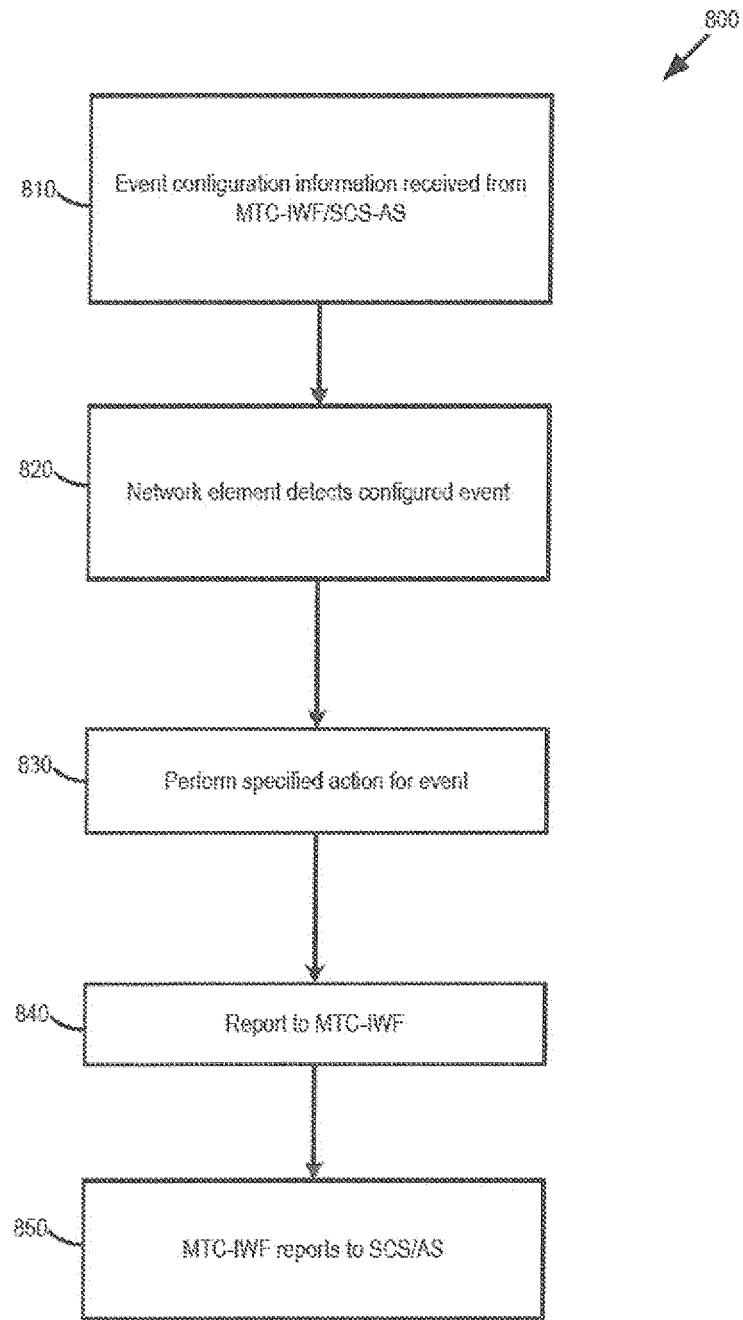 800
810
Event configuration information received from
MTC-IWF/SCS-AS
820
Network element detects configured event
830
Perform specified action for event
840
Report to MTC-IWF
850
MTC-IWF reports to SCS/AS